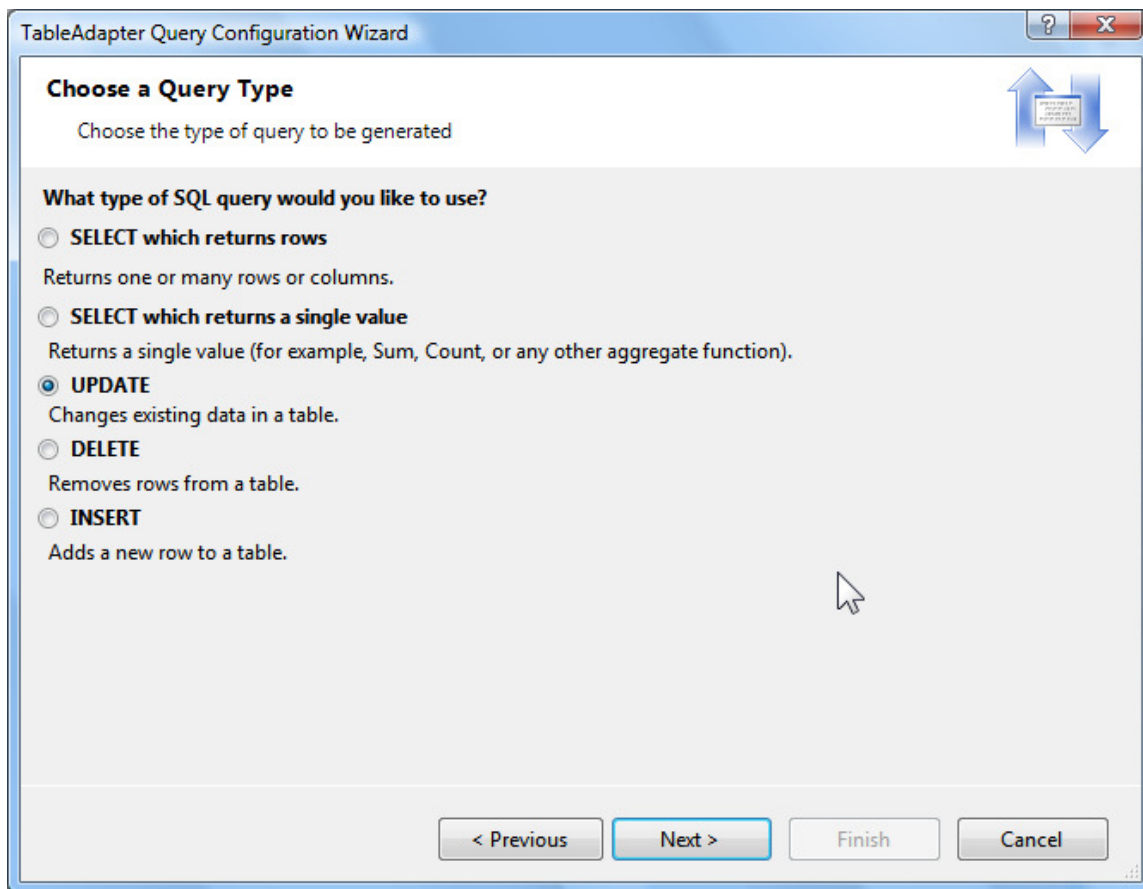 TableAdapter Query Configuration Wizard
Choose a Query Type
Choose the type of query to be generated
What type of SQL query would you like to use?
SELECT which returns rows
Returns one or many rows or columns.
SELECT which returns a single value
Returns a single value (for example, Sum, Count, or any other aggregate function).
UPDATE
Changes existing data in a table.
DELETE
Removes rows from a table.
INSERT
Adds a new row to a table.
< Previous Next > Finish Cancel